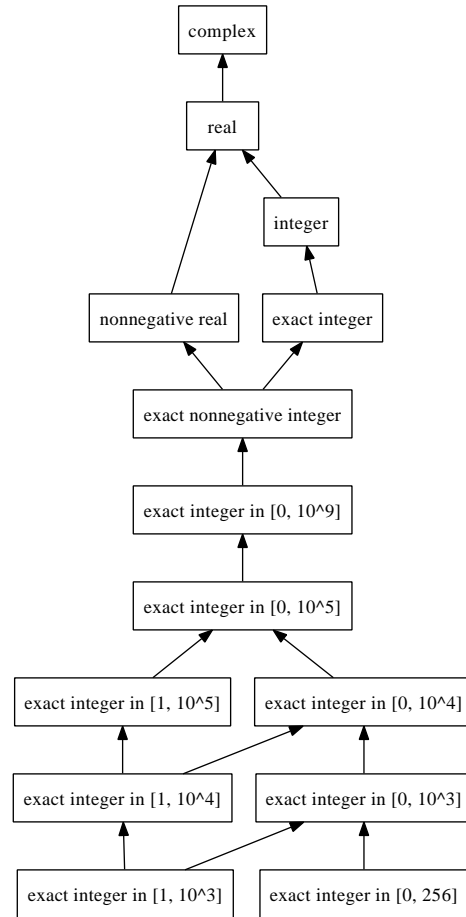 complex
real
integer
nonnegative real
exact integer
exact nonnegative integer
exact integer in [0, 10^9]
exact integer in [0, 10^5]
exact integer in [1, 10^5]
exact integer in [0, 10^4]
exact integer in [1, 10^4]
exact integer in [0, 10^3]
exact integer in [1, 10^3]
exact integer in [0, 256]